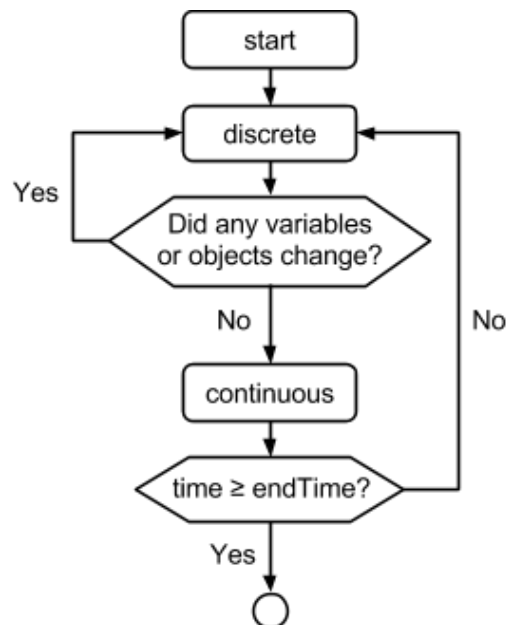 start
discrete
Yes
Did any variables
or objects change?
No
No
continuous
time ≥ endTime?
Yes